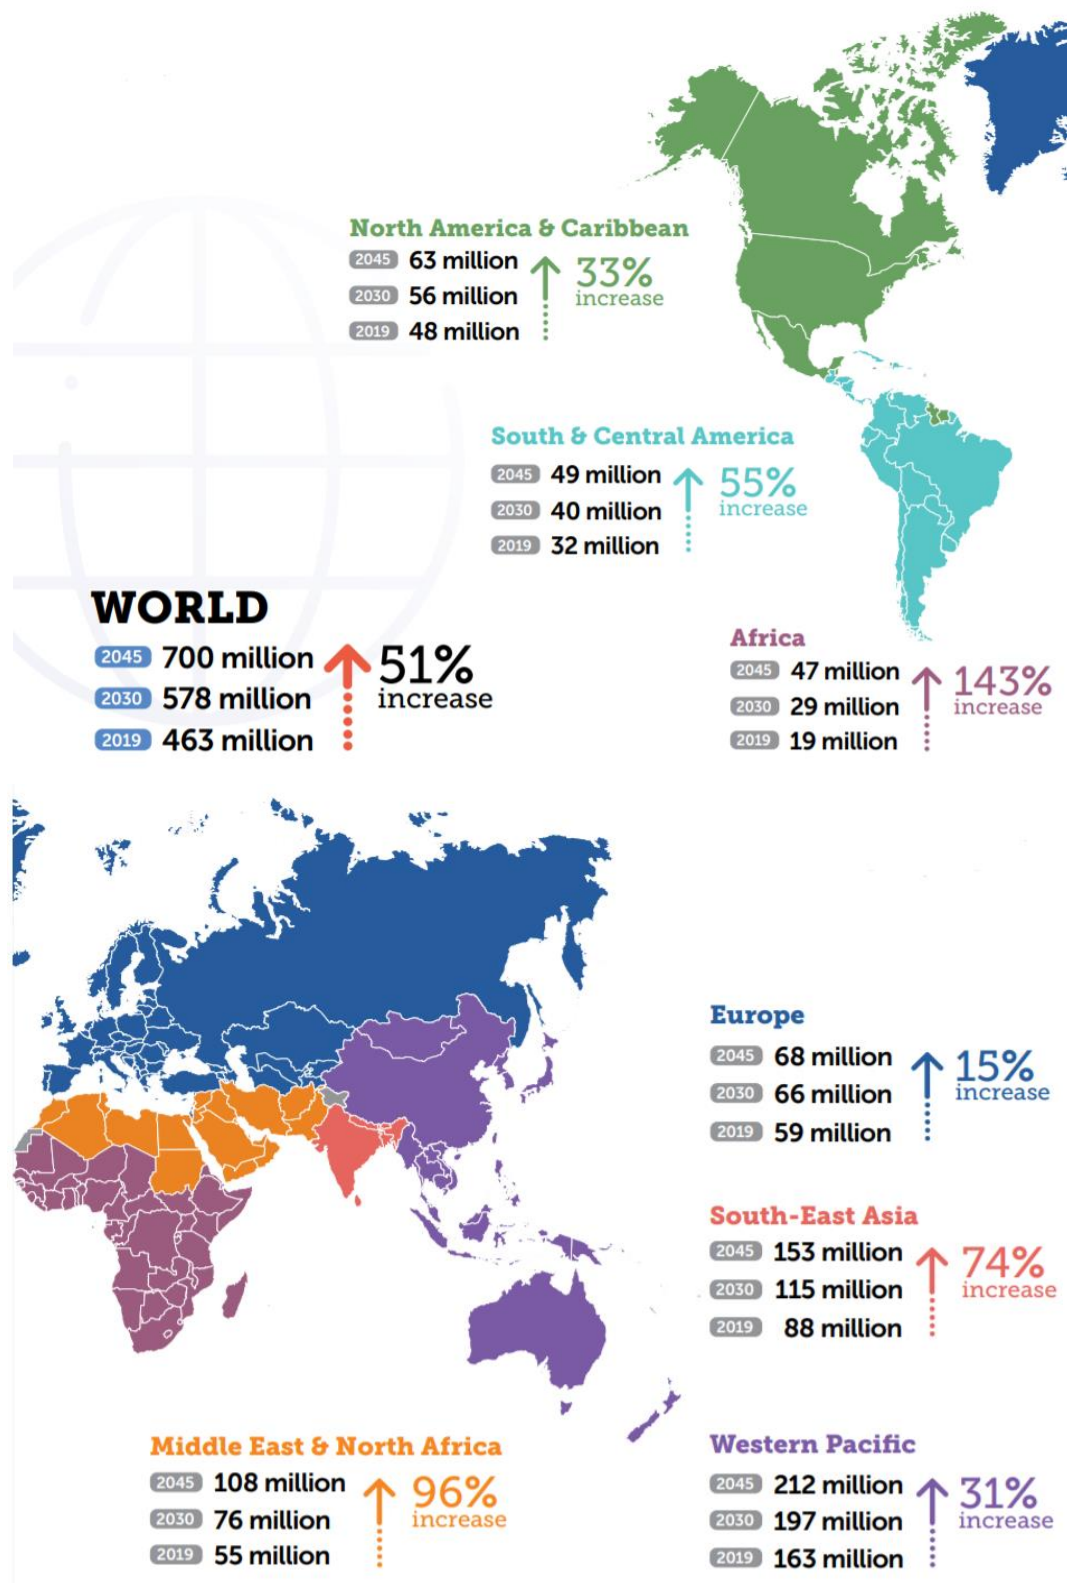 North America & Caribbean
2045 63 million
2030 56 million
2019 48 million
33%
increase
South & Central America
2045 49 million
2030 40 million
2019 32 million
55%
increase
WORLD
2045 700 million
2030 578 million
2019 463 million
51%
increase
Africa
2045 47 million
2030 29 million
2019 19 million
143%
increase
Europe
2045 68 million
2030 66 million
2019 59 million
15%
increase
South-East Asia
2045 153 million
2030 115 million
2019 88 million
74%
increase
Middle East & North Africa
2045 108 million
2030 76 million
2019 55 million
96%
increase
Western Pacific
2045 212 million
2030 197 million
2019 163 million
31%
increase